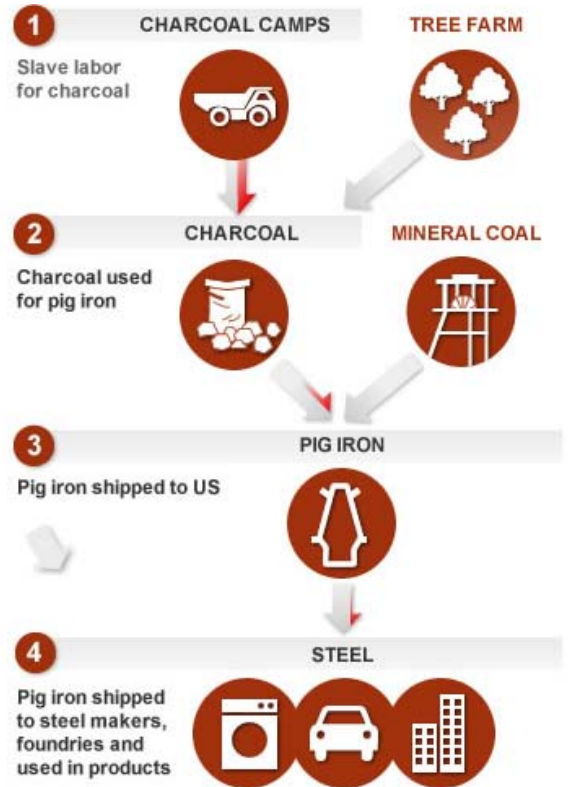 1
CHARCOAL CAMPS
TREE FARM
Slave labor
for charcoal
2
CHARCOAL
MINERAL COAL
Charcoal used
for pig iron
3
PIG IRON
Pig iron shipped to US
4
STEEL
Pig iron shipped
to steel makers,
foundries and
used in products